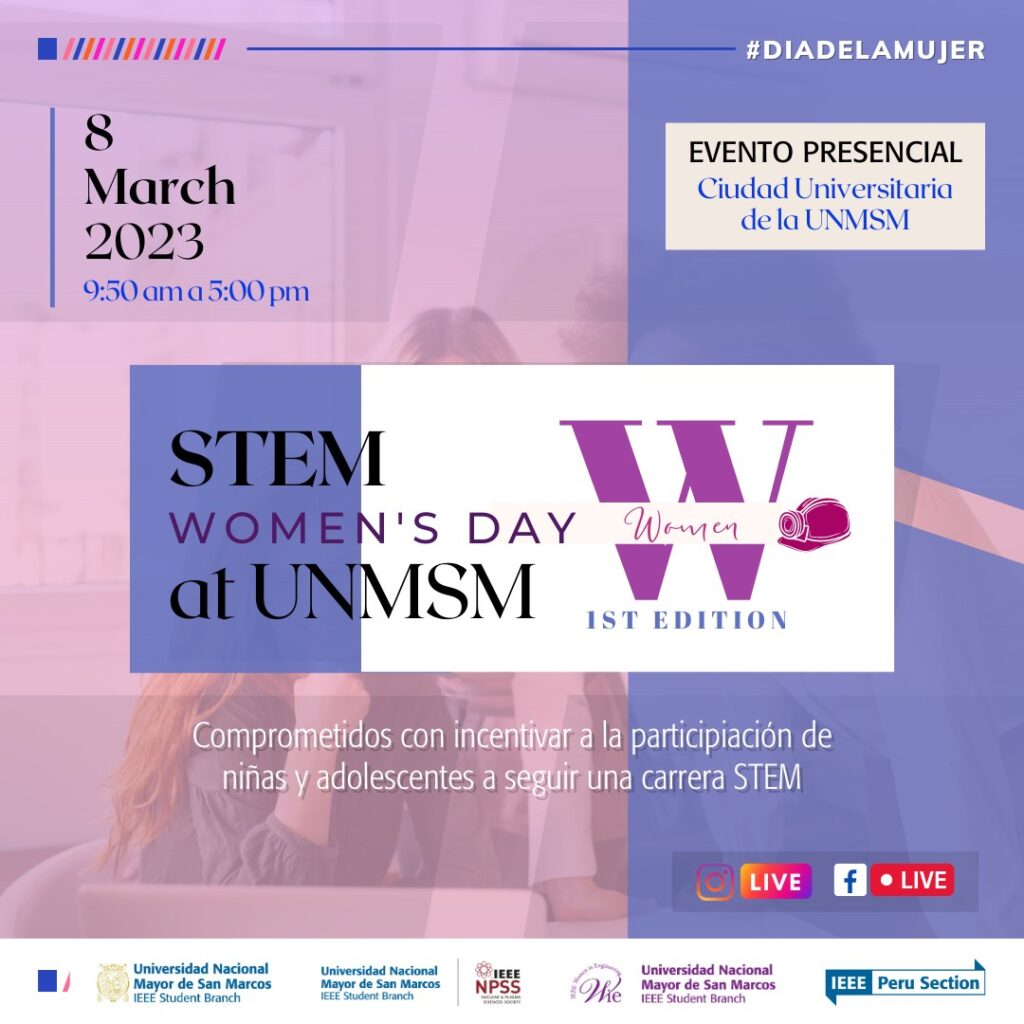 #DIADELAMUJER
8
March
2023
9:50 am a 5:00 pm
EVENTO PRESENCIAL
Ciudad Universitaria
de la UNMSM
STEM
WOMEN'S DAY
at UNMSM
W
Women
1ST EDITION
Comprometidos con incentivar a la participiación de
niñas y adolescentes a seguir una carrera STEM
LIVE
f
LIVE
Universidad Nacional
Mayor de San Marcos
IEEE Student Branch
Universidad Nacional
Mayor de San Marcos
IEEE Student Branch
IEEE
NPSS
NUCLEAR & PLASMA
SCIENCES SOCIETY
IEEE Women in Engineering
Wie
Universidad Nacional
Mayor de San Marcos
IEEE Student Branch
IEEE Peru Section